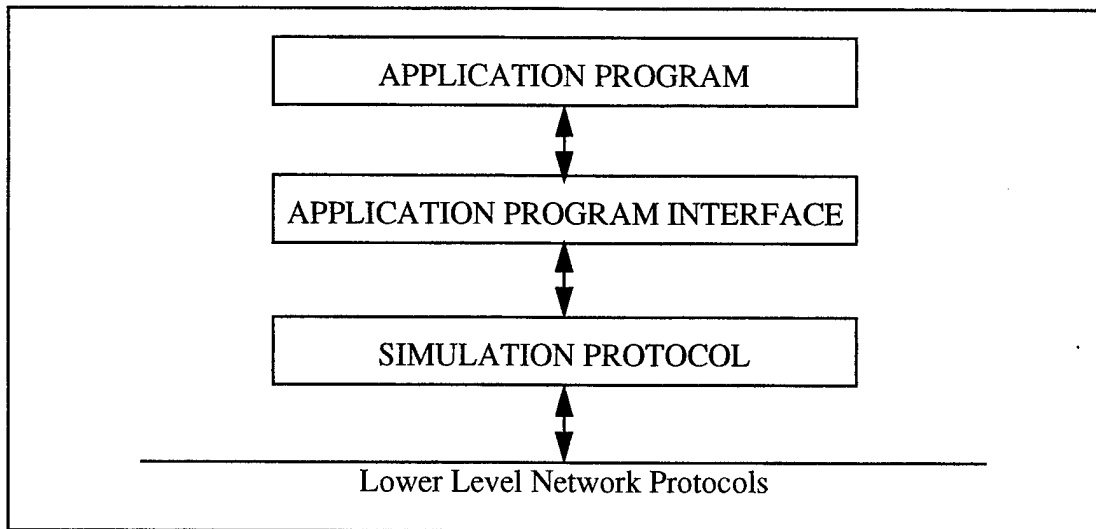 APPLICATION PROGRAM
APPLICATION PROGRAM INTERFACE
SIMULATION PROTOCOL
Lower Level Network Protocols